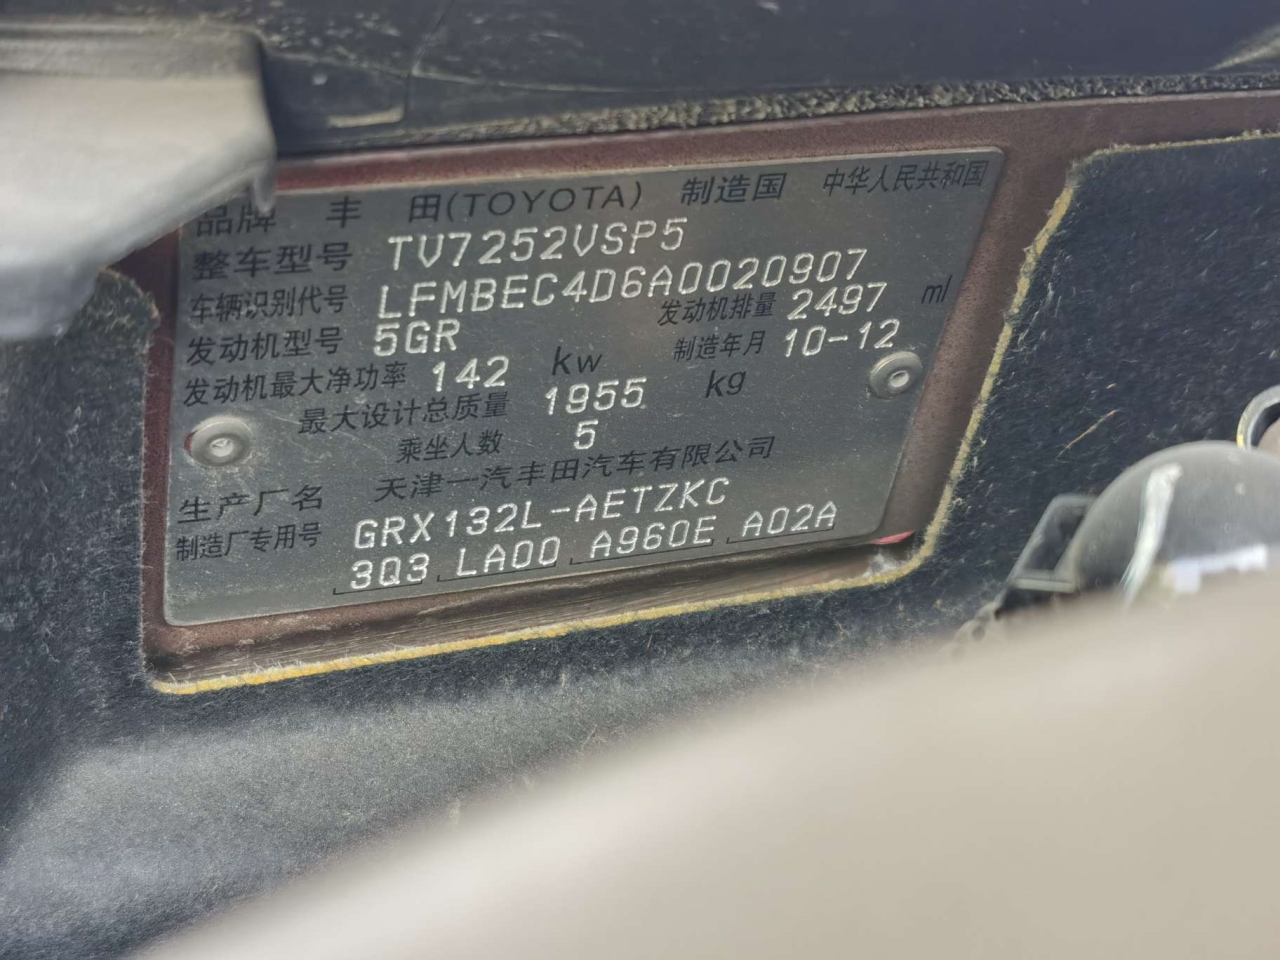 品牌 丰 田(TOYOTA) 制造国 中华人民共和国
整车型号 TV7252VSP5
车辆识别代号 LFMBEC4D6A0020907
发动机型号 5GR 发动机排量 2497 ml
发动机最大净功率 142 kw 制造年月 10-12
最大设计总质量 1955 kg
乘坐人数 5
生产厂名 天津一汽丰田汽车有限公司
制造厂专用号 GRX132L-AETZKC
3Q3 LA00 A960E A02A